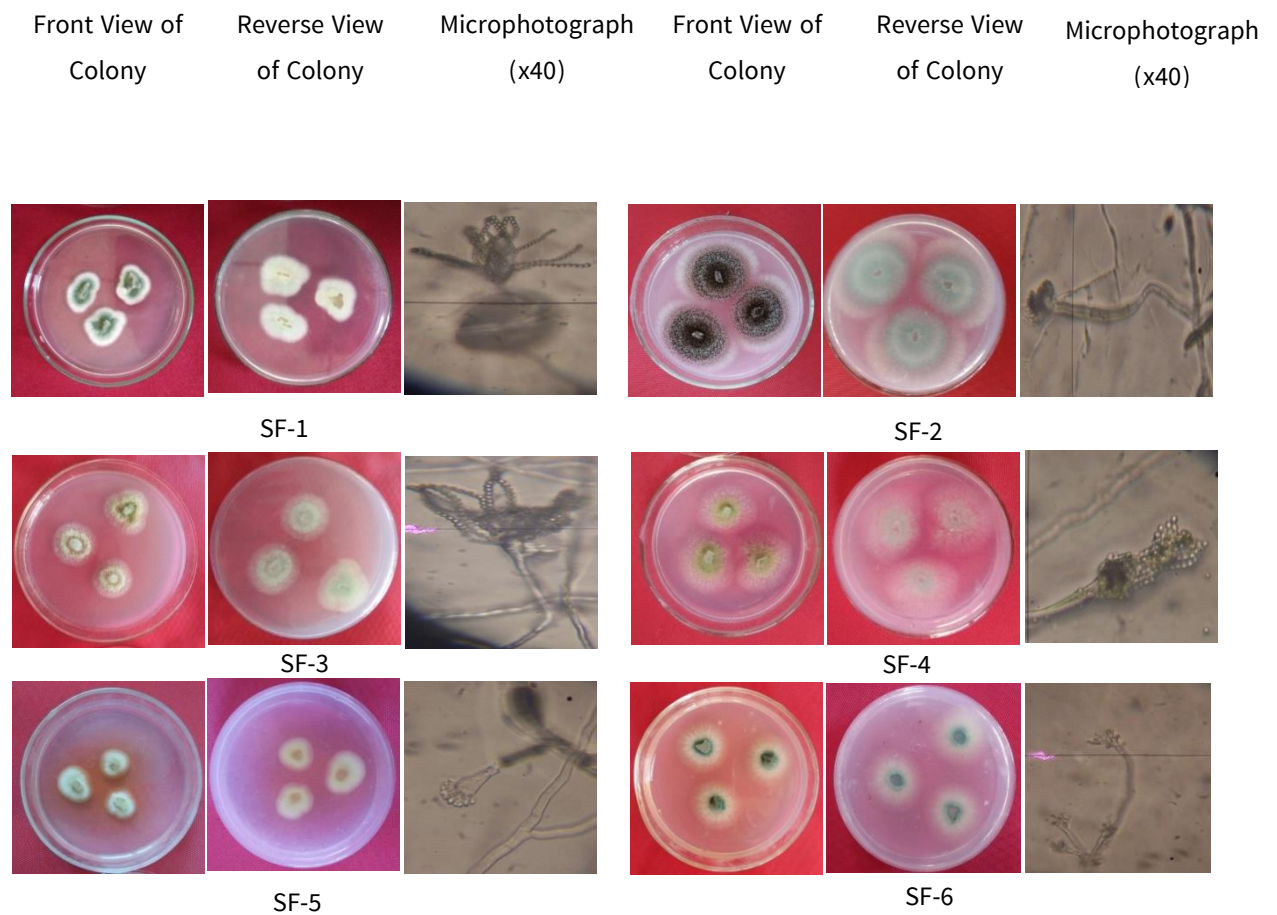 Front View of
Colony
Reverse View
of Colony
Microphotograph
(x40)
Front View of
Colony
Reverse View
of Colony
Microphotograph
(x40)
SF-1
SF-2
SF-3
SF-4
SF-5
SF-6